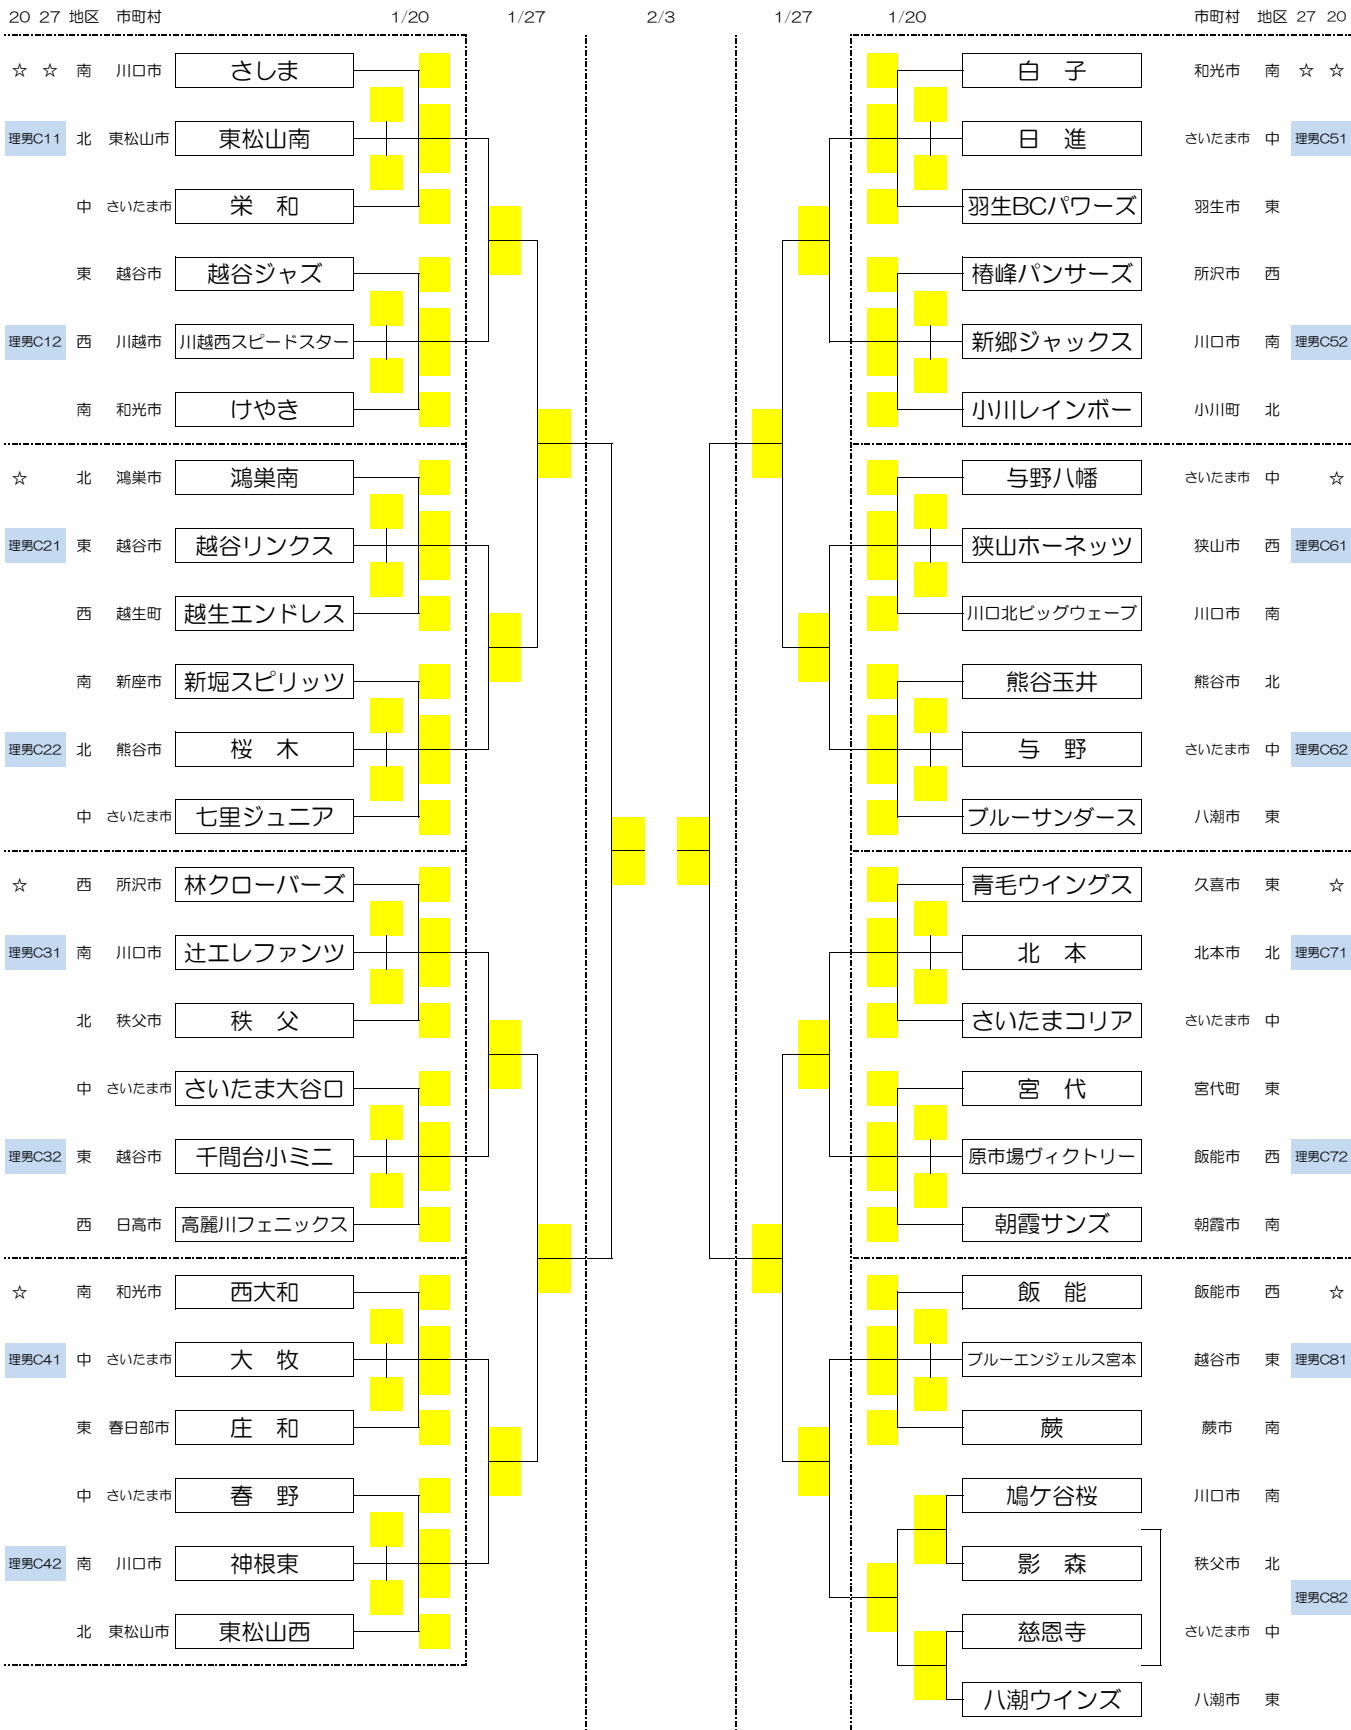 20 27 地区 市町村 1/20 1/27 2/3 1/27 1/20 市町村 地区 27 20
☆ ☆ 南 川口市 さしま 白 子 和光市 南 ☆ ☆
理男C11 北 東松山市 東松山南 日 進 さいたま市 中 理男C51
中 さいたま市 栄 和 羽生BCパワーズ 羽生市 東
東 越谷市 越谷ジャズ 椿峰パンサーズ 所沢市 西
理男C12 西 川越市 川越西スピードスター 新郷ジャックス 川口市 南 理男C52
南 和光市 けやき 小川レインボー 小川町 北
☆ 北 鴻巣市 鴻巣南 与野八幡 さいたま市 中 ☆
理男C21 東 越谷市 越谷リンクス 狭山ホーネッツ 狭山市 西 理男C61
西 越生町 越生エンドレス 川口北ビッグウェーブ 川口市 南
南 新座市 新堀スピリッツ 熊谷玉井 熊谷市 北
理男C22 北 熊谷市 桜 木 与 野 さいたま市 中 理男C62
中 さいたま市 七里ジュニア ブルーサンダース 八潮市 東
☆ 西 所沢市 林クローバーズ 青毛ウイングス 久喜市 東 ☆
理男C31 南 川口市 辻エレファンツ 北 本 北本市 北 理男C71
北 秩父市 秩 父 さいたまコリア さいたま市 中
中 さいたま市 さいたま大谷口 宮 代 宮代町 東
理男C32 東 越谷市 千間台小ミニ 原市場ヴィクトリー 飯能市 西 理男C72
西 日高市 高麗川フェニックス 朝霞サンズ 朝霞市 南
☆ 南 和光市 西大和 飯 能 飯能市 西 ☆
理男C41 中 さいたま市 大 牧 ブルーエンジェルス宮本 越谷市 東 理男C81
東 春日部市 庄 和 蕨 蕨市 南
中 さいたま市 春 野 鳩ケ谷桜 川口市 南
理男C42 南 川口市 神根東 影 森 秩父市 北
理男C82
北 東松山市 東松山西 慈恩寺 さいたま市 中
八潮ウインズ 八潮市 東